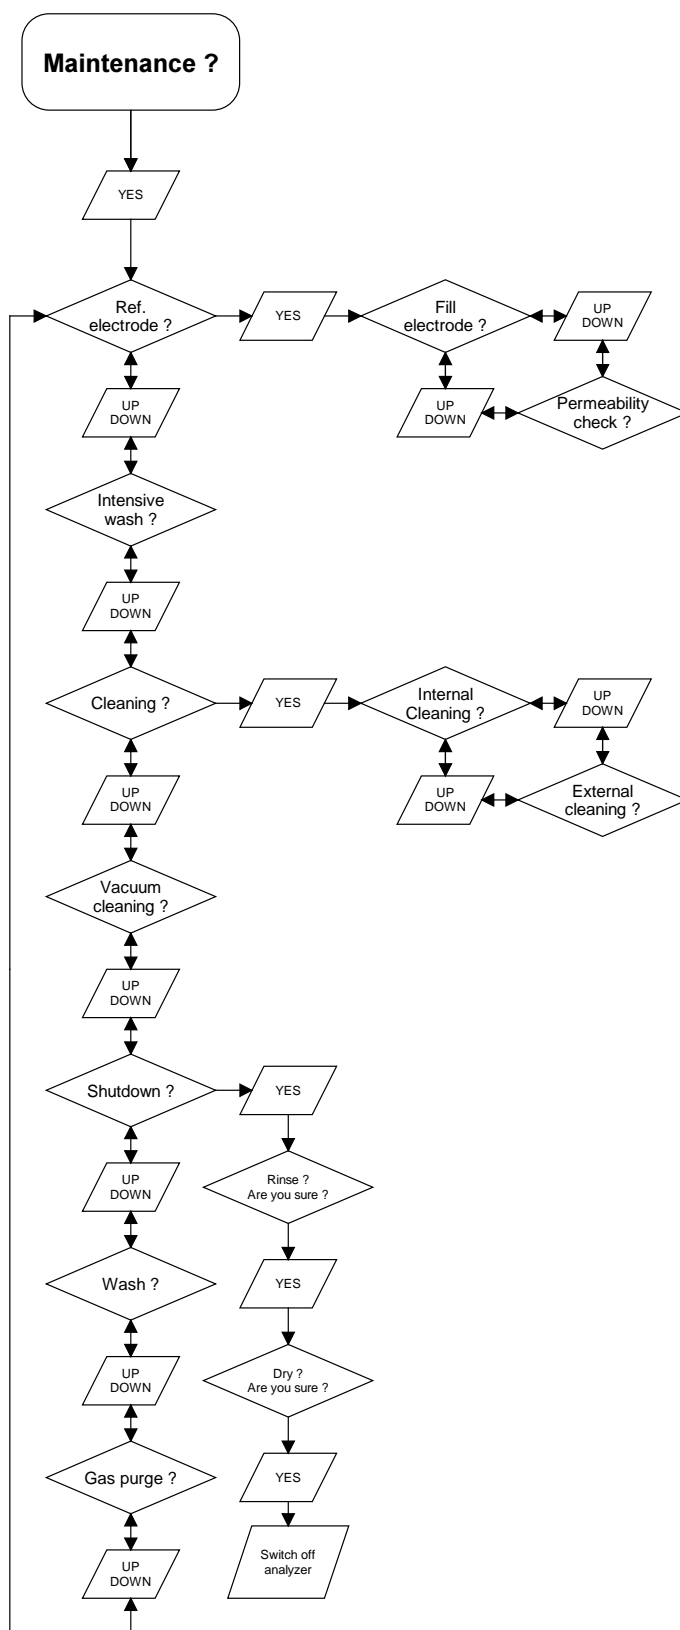 Maintenance ?
YES
Ref.
electrode ?
YES
Fill
electrode ?
UP
DOWN
UP
DOWN
UP
DOWN
Permeability
check ?
Intensive
wash ?
UP
DOWN
Cleaning ?
YES
Internal
Cleaning ?
UP
DOWN
UP
DOWN
UP
DOWN
External
cleaning ?
Vacuum
cleaning ?
UP
DOWN
Shutdown ?
YES
UP
DOWN
Rinse ?
Are you sure ?
Wash ?
YES
UP
DOWN
Dry ?
Are you sure ?
Gas purge ?
YES
UP
DOWN
Switch off
analyzer